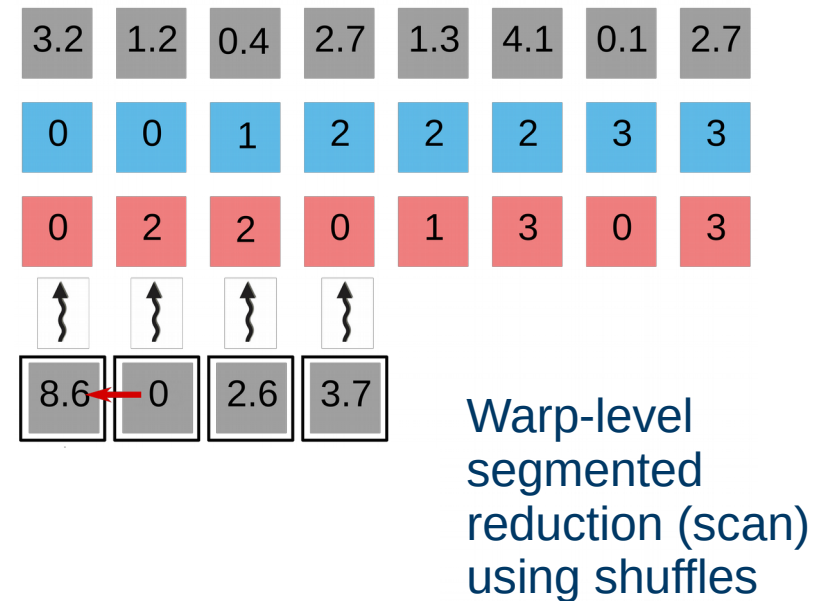 3.2 1.2 0.4 2.7 1.3 4.1 0.1 2.7
0 0 1 2 2 2 3 3
0 2 2 0 1 3 0 3
8.6 0 2.6 3.7
Warp-level
segmented
reduction (scan)
using shuffles